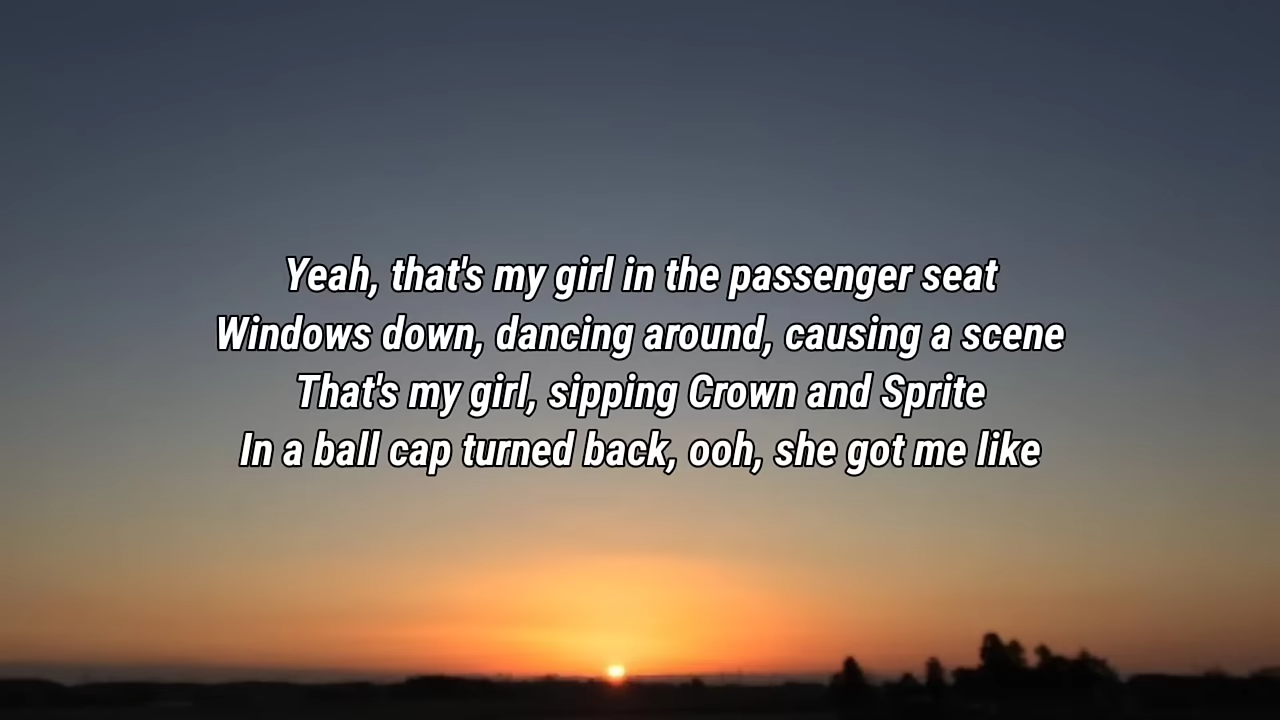 Yeah, that's my girl in the passenger seat
Windows down, dancing around, causing a scene
That's my girl, sipping Crown and Sprite
In a ball cap turned back, ooh, she got me like